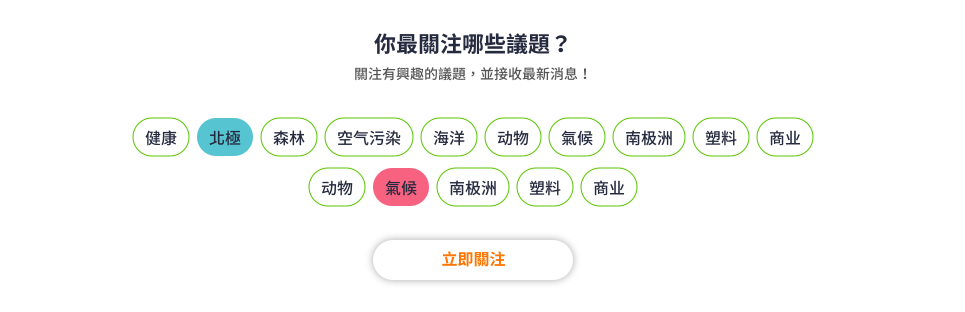 你最關注哪些議題？
關注有興趣的議題，並接收最新消息！
健康 北極 森林 空气污染 海洋 动物 氣候 南极洲 塑料 商业
动物 氣候 南极洲 塑料 商业
立即關注